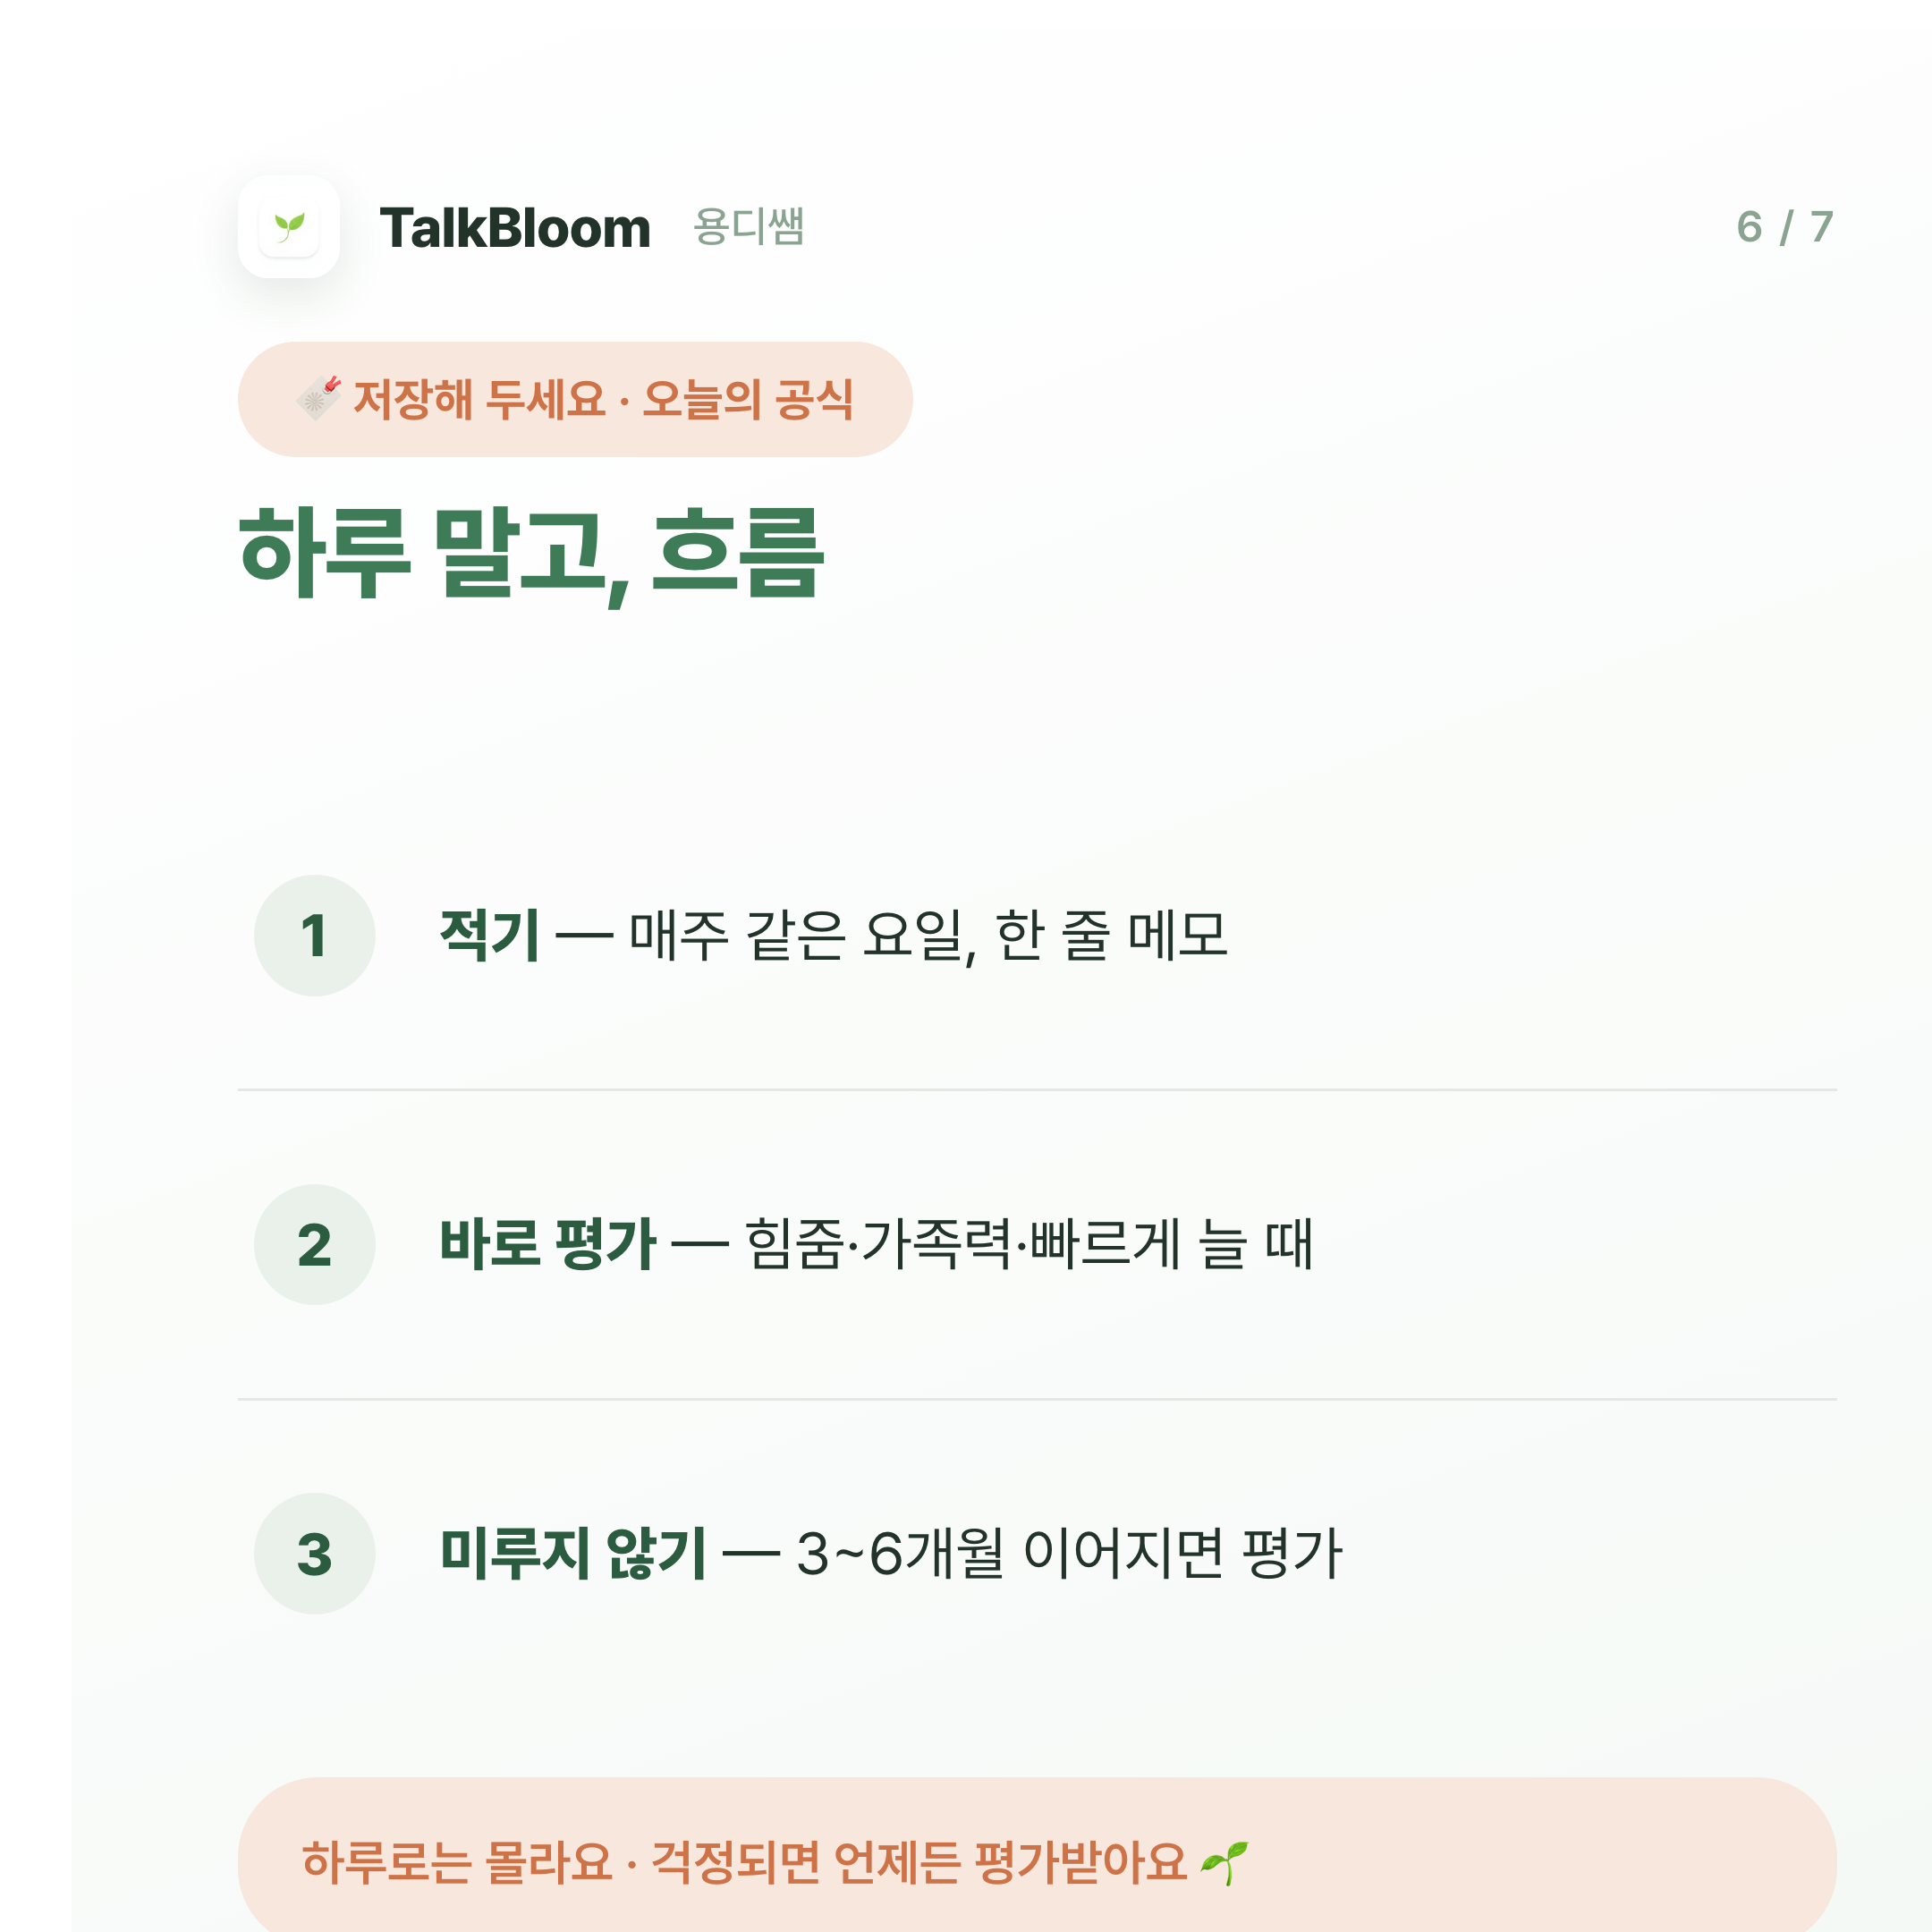 TalkBloom 용디쌤 6 / 7
저장해 두세요 · 오늘의 공식
하루 말고, 흐름
1 적기 — 매주 같은 요일, 한 줄 메모
2 바로 평가 — 힘줌·가족력·빠르게 늘 때
3 미루지 않기 — 3~6개월 이어지면 평가
하루로는 몰라요 · 걱정되면 언제든 평가받아요